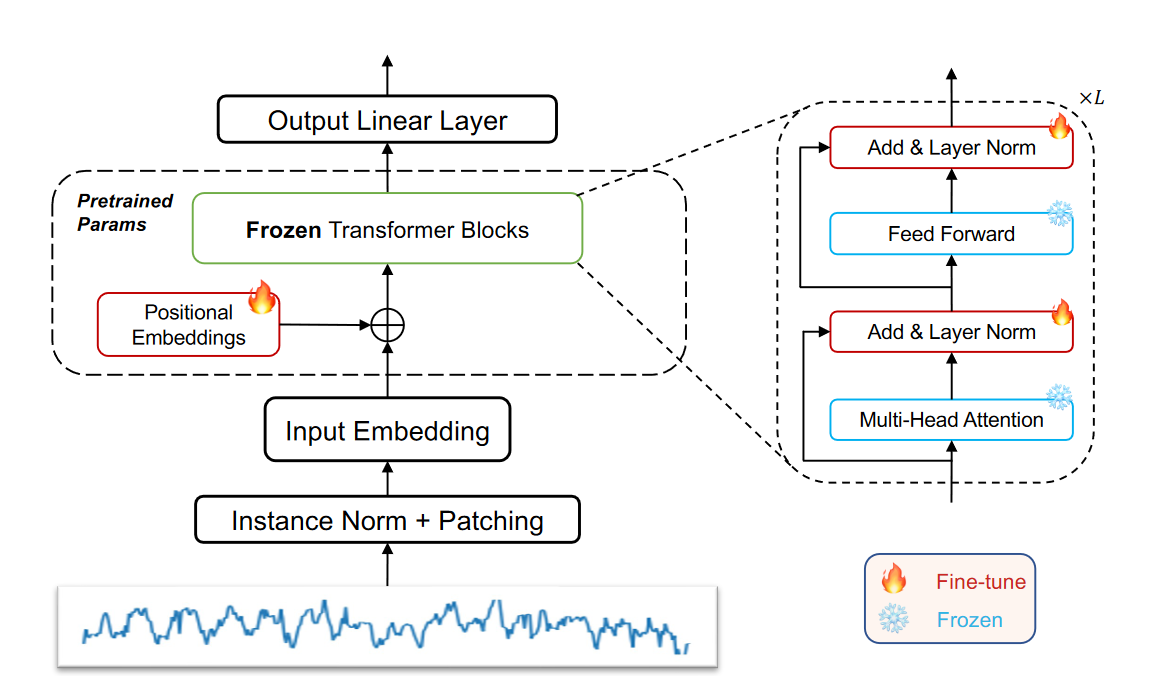 Output Linear Layer
Pretrained
Params
Frozen Transformer Blocks
Positional
Embeddings
Input Embedding
Instance Norm + Patching
×L
Add & Layer Norm
Feed Forward
Add & Layer Norm
Multi-Head Attention
Fine-tune
Frozen